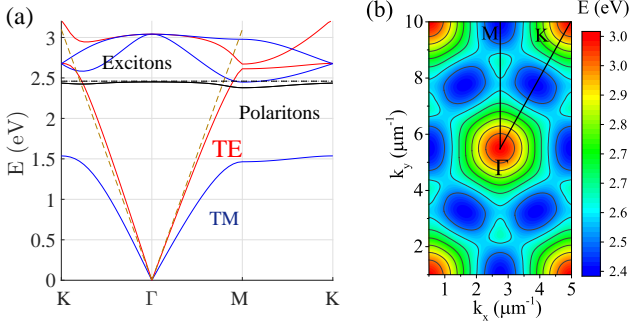 (a)
3
2.5
2
1.5
1
0.5
0
E (eV)
Excitons
Polaritons
TE
TM
K
Γ
M
K
(b)
E (eV)
10
8
6
4
2
k_y (μm⁻¹)
M
K
Γ
1
2
3
4
5
k_x (μm⁻¹)
3.0
2.9
2.8
2.7
2.6
2.5
2.4